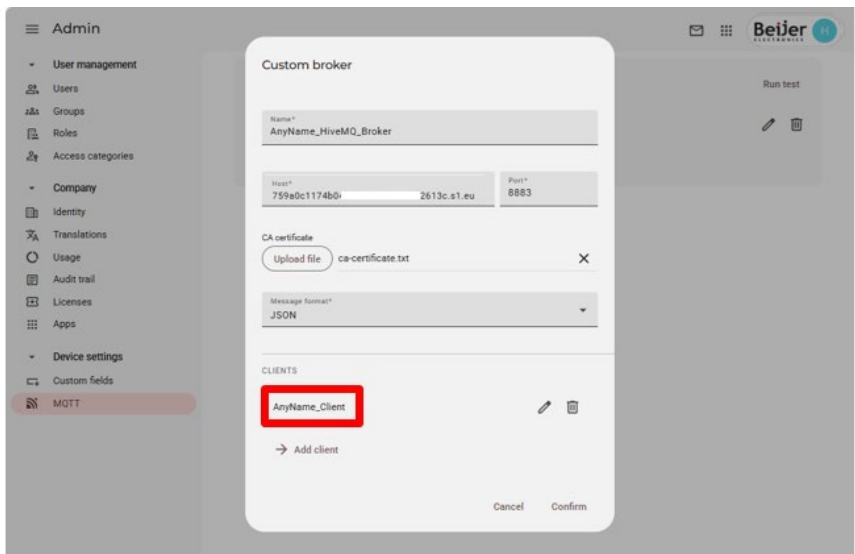 Admin
Beijer
ELECTRONICS
H
User management
Users
Groups
Roles
Access categories
Company
Identity
Translations
Usage
Audit trail
Licenses
Apps
Device settings
Custom fields
MQTT
Run test
Custom broker
Name*
AnyName_HiveMQ_Broker
Host*
759a0c1174b0
2613c.s1.eu
Port*
8883
CA certificate
Upload file
ca-certificate.txt
Message format*
JSON
CLIENTS
AnyName_Client
Add client
Cancel
Confirm